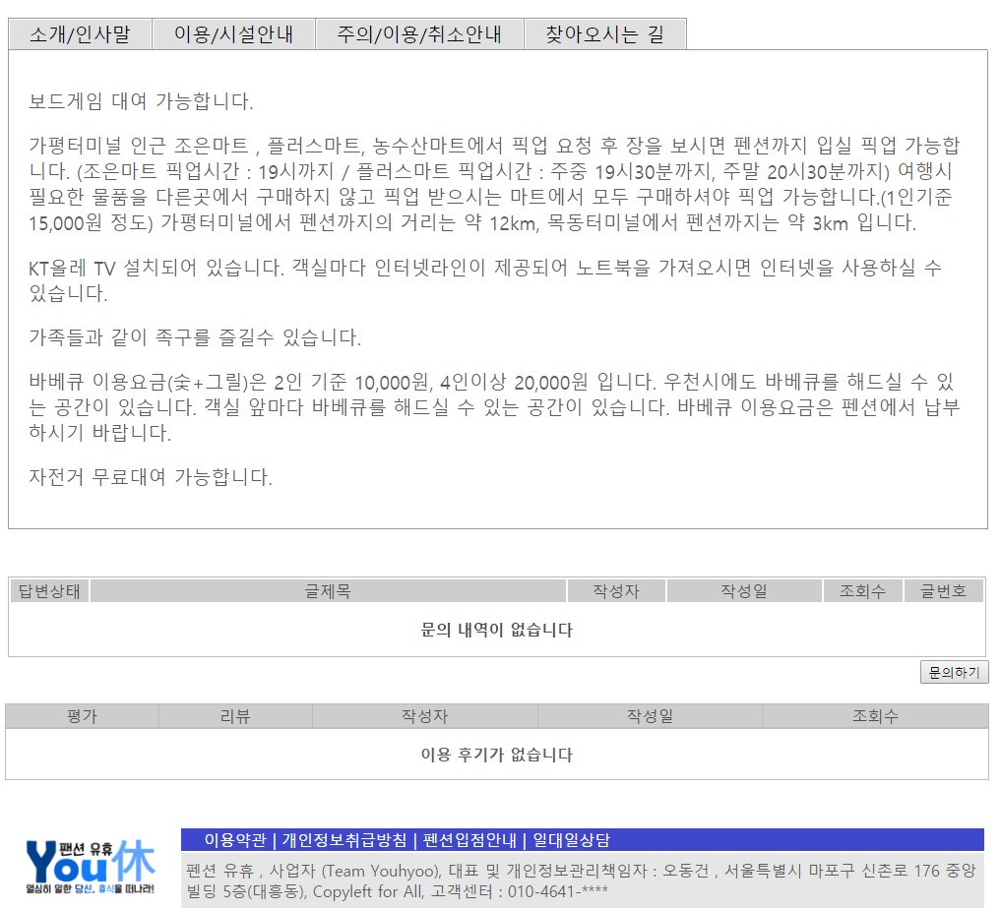 소개/인사말 이용/시설안내 주의/이용/취소안내 찾아오시는 길
보드게임 대여 가능합니다.
가평터미널 인근 조은마트 , 플러스마트, 농수산마트에서 픽업 요청 후 장을 보시면 펜션까지 입실 픽업 가능합
니다. (조은마트 픽업시간 : 19시까지 / 플러스마트 픽업시간 : 주중 19시30분까지, 주말 20시30분까지) 여행시
필요한 물품을 다른곳에서 구매하지 않고 픽업 받으시는 마트에서 모두 구매하셔야 픽업 가능합니다.(1인기준
15,000원 정도) 가평터미널에서 펜션까지의 거리는 약 12km, 목동터미널에서 펜션까지는 약 3km 입니다.
KT올레 TV 설치되어 있습니다. 객실마다 인터넷라인이 제공되어 노트북을 가져오시면 인터넷을 사용하실 수
있습니다.
가족들과 같이 족구를 즐길수 있습니다.
바베큐 이용요금(숯+그릴)은 2인 기준 10,000원, 4인이상 20,000원 입니다. 우천시에도 바베큐를 해드실 수 있
는 공간이 있습니다. 객실 앞마다 바베큐를 해드실 수 있는 공간이 있습니다. 바베큐 이용요금은 펜션에서 납부
하시기 바랍니다.
자전거 무료대여 가능합니다.
답변상태 글제목 작성자 작성일 조회수 글번호
문의 내역이 없습니다
문의하기
평가 리뷰 작성자 작성일 조회수
이용 후기가 없습니다
You 팬션 유휴 休
열심히 일한 당신, 휴식을 떠나라!
이용약관 | 개인정보취급방침 | 펜션입점안내 | 일대일상담
펜션 유휴 , 사업자 (Team Youhyoo), 대표 및 개인정보관리책임자 : 오동건 , 서울특별시 마포구 신촌로 176 중앙
빌딩 5층(대흥동), Copyleft for All, 고객센터 : 010-4641-****